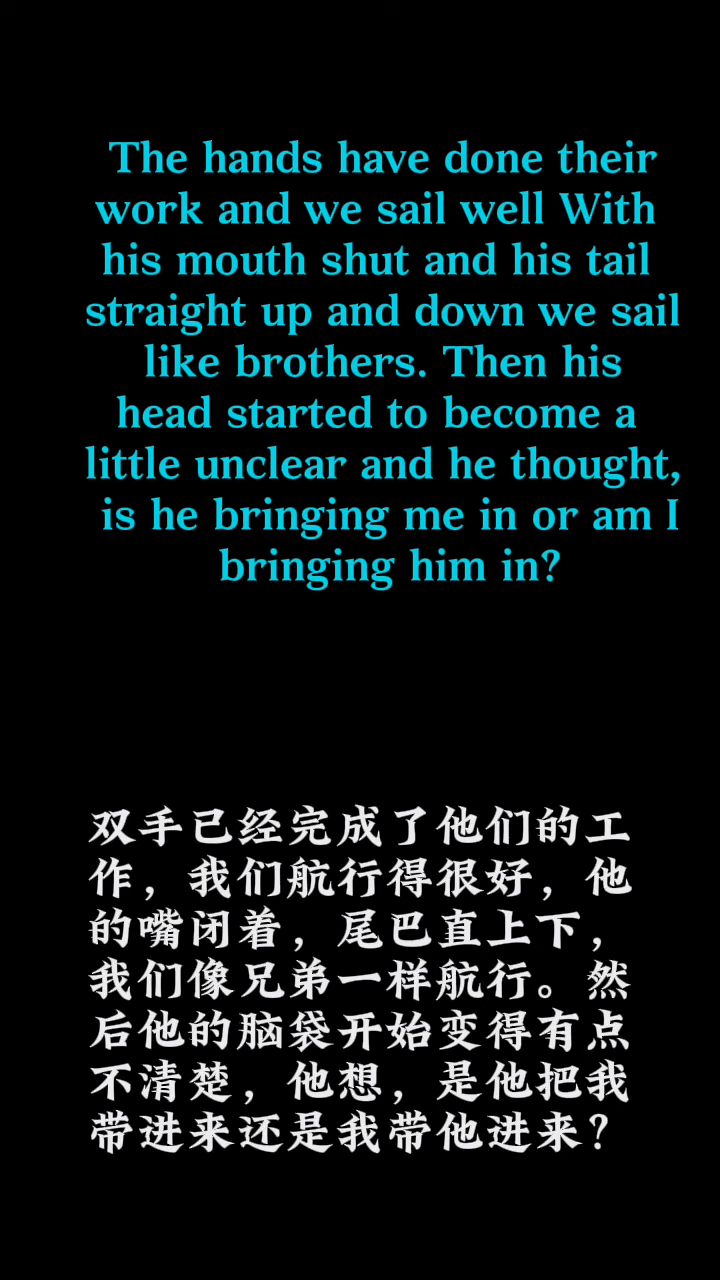 The hands have done their
work and we sail well With
his mouth shut and his tail
straight up and down we sail
like brothers. Then his
head started to become a
little unclear and he thought,
is he bringing me in or am I
bringing him in?
双手已经完成了他们的工
作，我们航行得很好，他
的嘴闭着，尾巴直上下，
我们像兄弟一样航行。然
后他的脑袋开始变得有点
不清楚，他想，是他把我
带进来还是我带他进来？